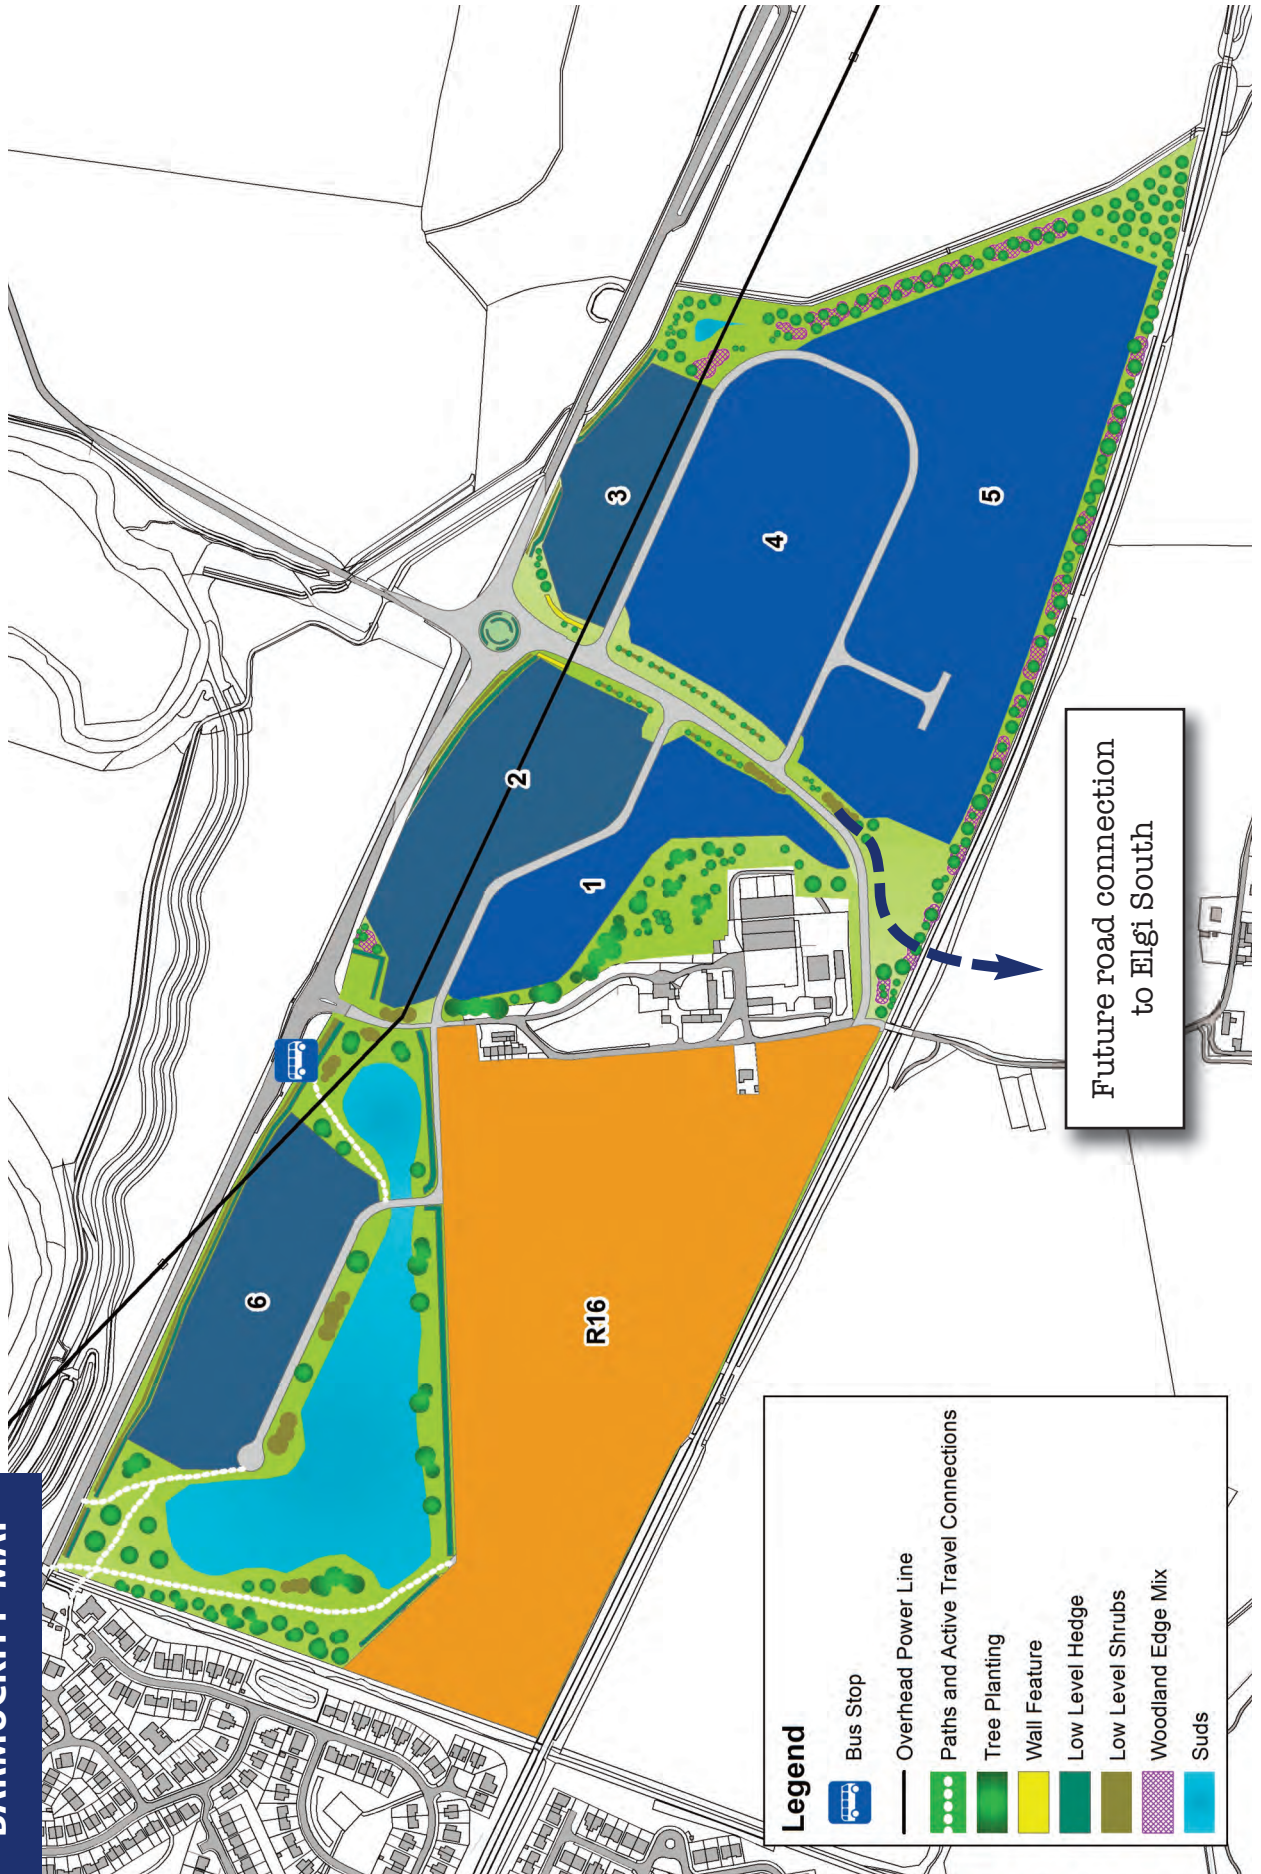 BARMUCKITY MAP
6
2
3
1
4
5
R16
Future road connection
to Elgi South
Legend
Bus Stop
Overhead Power Line
Paths and Active Travel Connections
Tree Planting
Wall Feature
Low Level Hedge
Low Level Shrubs
Woodland Edge Mix
Suds